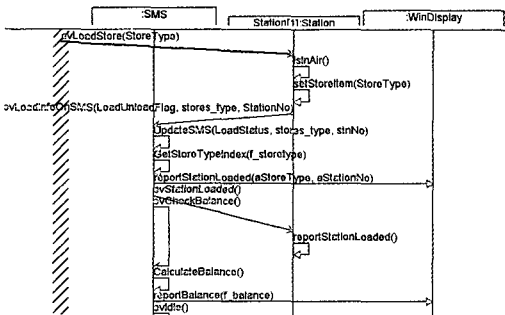 :SMS
Station[1]:Station
:WinDisplay
evLoadStore(StoreType)
isInAir()
setStoreItem(StoreType)
evLoadInfoOnSMS(LoadUnloadFlag, stores_type, StationNo)
UpdateSMS(LoadStatus, stores_type, stnNo)
GetStoreTypeIndex(f_storetype)
reportStationLoaded(aStoreType, aStationNo)
evStationLoaded()
evCheckBalance()
reportStationLoaded()
CalculateBalance()
reportBalance(f_balance)
evIdle()